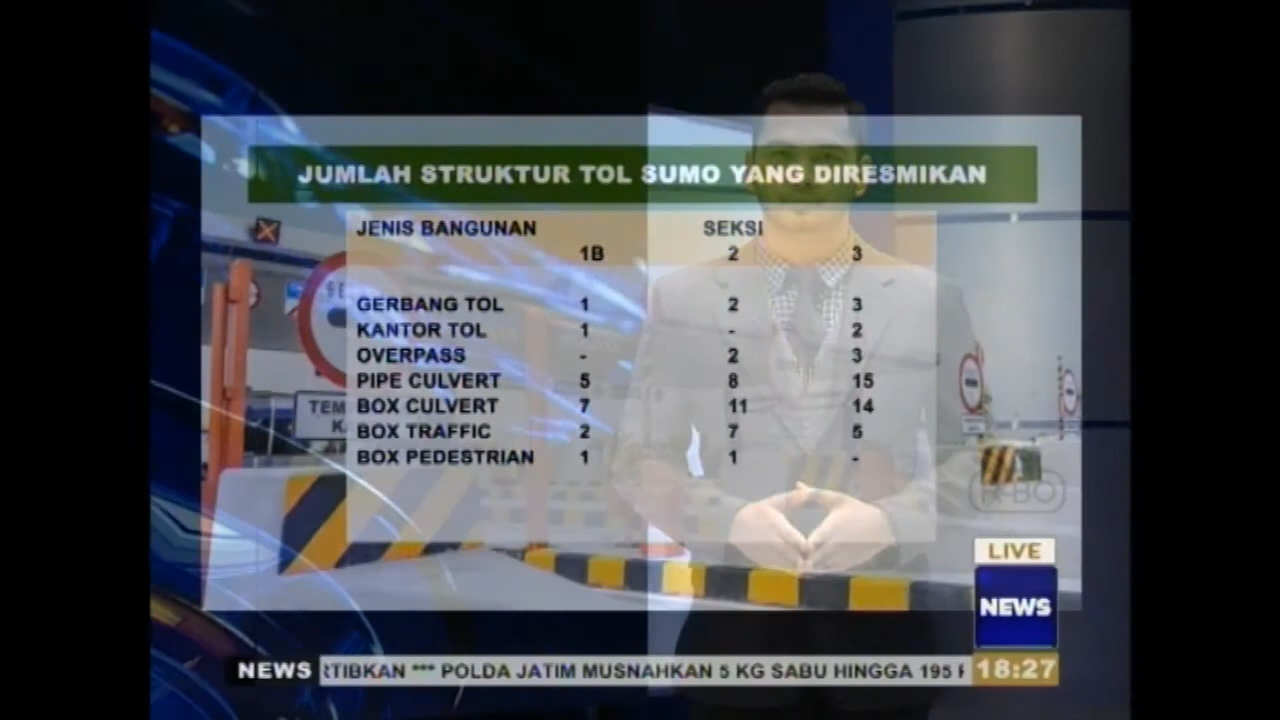 JUMLAH STRUKTUR TOL SUMO YANG DIRESMIKAN
JENIS BANGUNAN SEKSI
1B 2 3
GERBANG TOL 1 2 3
KANTOR TOL 1 - 2
OVERPASS - 2 3
PIPE CULVERT 5 8 15
BOX CULVERT 7 11 14
BOX TRAFFIC 2 7 5
BOX PEDESTRIAN 1 1 -
LIVE
NEWS
NEWS RTIBKAN *** POLDA JATIM MUSNAHKAN 5 KG SABU HINGGA 195 18:27